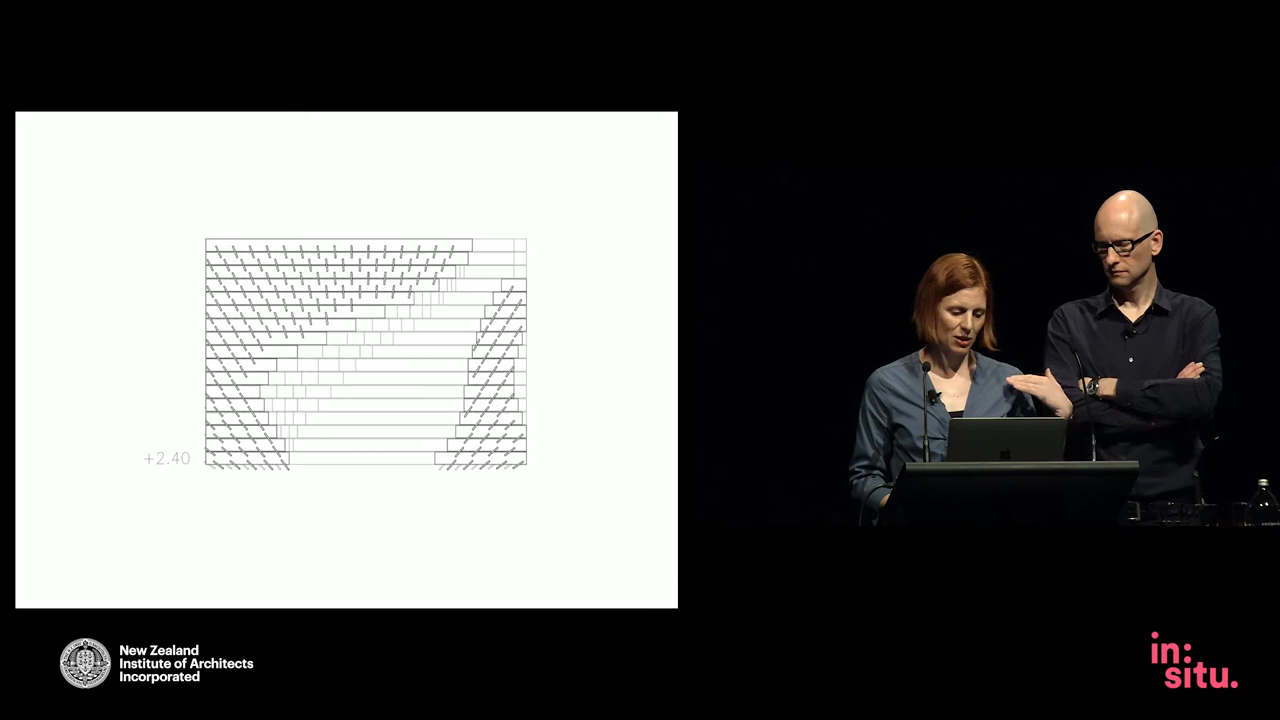 +2.40
New Zealand
Institute of Architects
Incorporated
in:
situ.